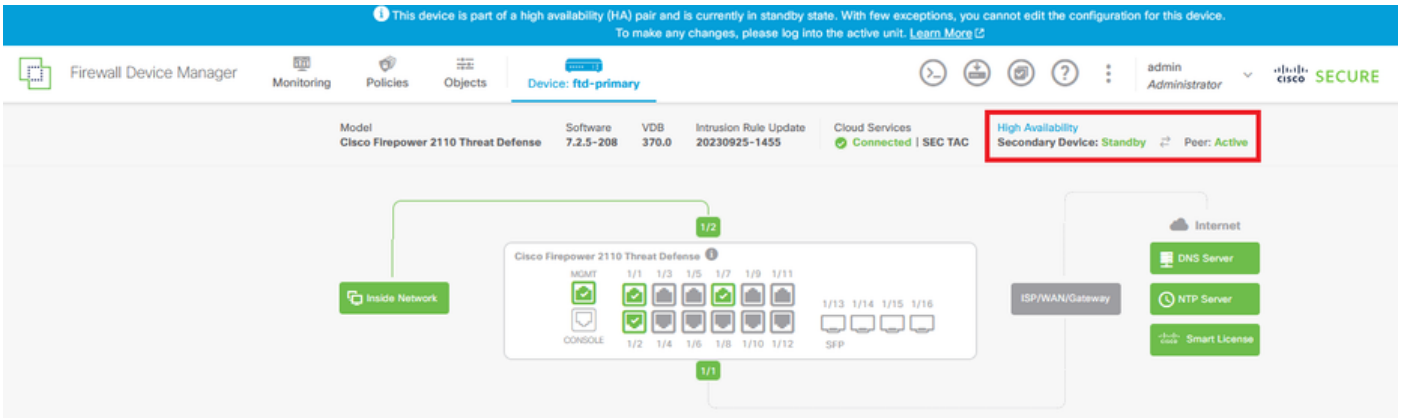 This device is part of a high availability (HA) pair and is currently in standby state. With few exceptions, you cannot edit the configuration for this device.
To make any changes, please log into the active unit. Learn More
Firewall Device Manager
Monitoring
Policies
Objects
Device: ftd-primary
admin
Administrator
CISCO SECURE
Model
Cisco Firepower 2110 Threat Defense
Software
7.2.5-208
VDB
370.0
Intrusion Rule Update
20230925-1455
Cloud Services
Connected | SEC TAC
High Availability
Secondary Device: Standby Peer: Active
1/2
Internet
Cisco Firepower 2110 Threat Defense
MGMT 1/1 1/3 1/5 1/7 1/9 1/11
DNS Server
Inside Network
1/13 1/14 1/15 1/16
ISP/WAN/Gateway
NTP Server
CONSOLE 1/2 1/4 1/6 1/8 1/10 1/12 SFP
cisco Smart License
1/1